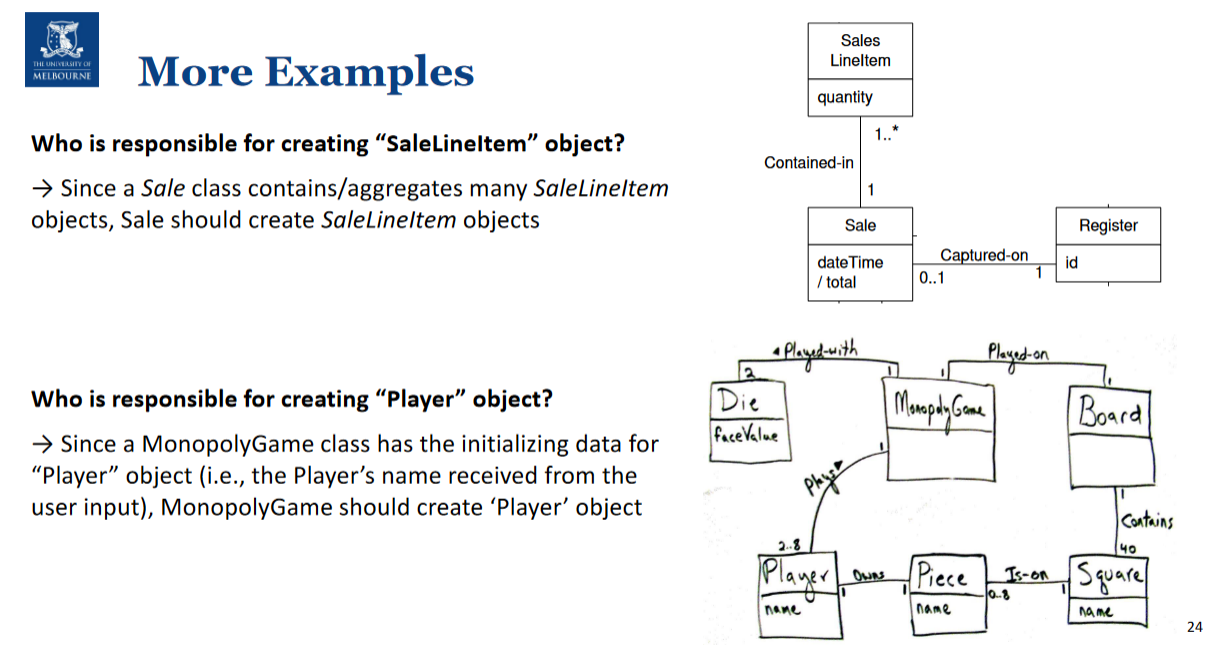 THE UNIVERSITY OF
MELBOURNE
More Examples
Who is responsible for creating “SaleLineItem” object?
→ Since a Sale class contains/aggregates many SaleLineItem
objects, Sale should create SaleLineItem objects
Sales
LineItem
quantity
1..*
Contained-in
1
Sale
dateTime
/ total
Captured-on
0..1
1
Register
id
Who is responsible for creating “Player” object?
→ Since a MonopolyGame class has the initializing data for
“Player” object (i.e., the Player’s name received from the
user input), MonopolyGame should create ‘Player’ object
◄ Played-with
Played-on
2
1
1
1
Die
faceValue
MonopolyGame
Board
1
Plays
1
Contains
2..8
40
Player
name
Owns
1
1
Piece
name
Is-on
0..8
1
Square
name
24